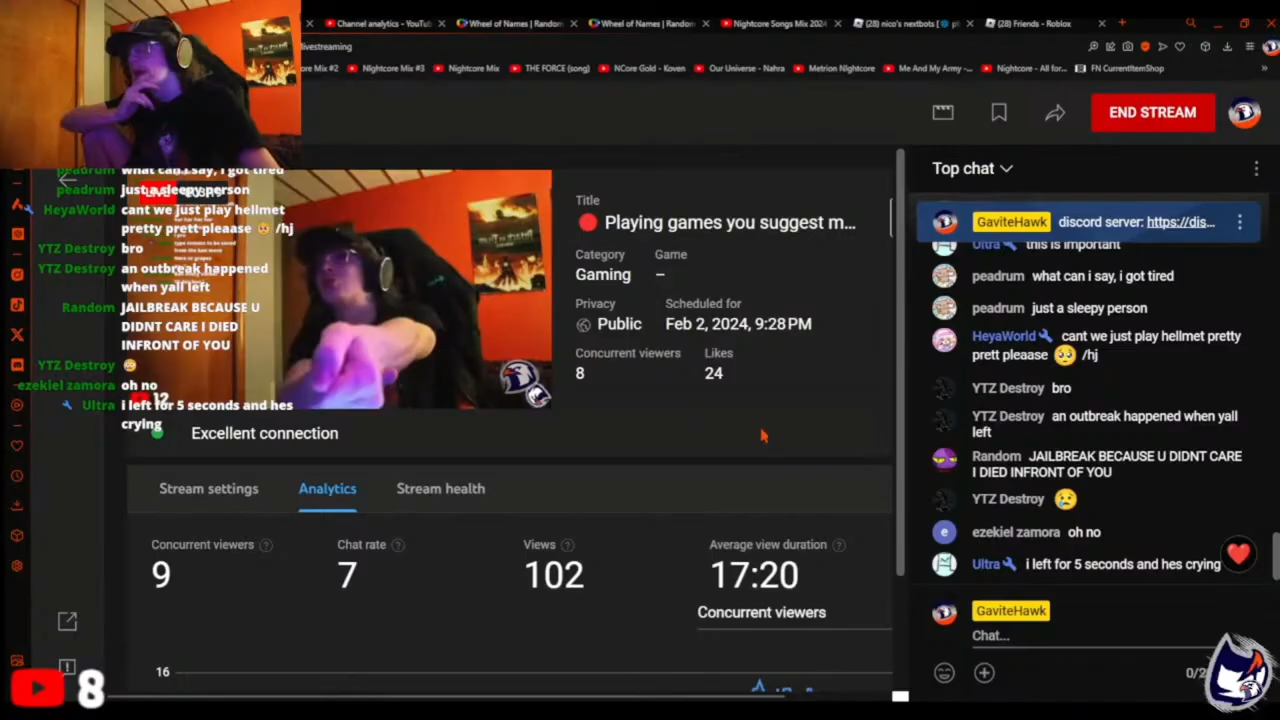 Channel analytics - YouTub
Wheel of Names | Random
Wheel of Names | Random
Nightcore Songs Mix 2024
(28) nico's nextbots [
(28) Friends - Roblox
livestreaming
ore Mix #2
Nightcore Mix #3
Nightcore Mix
THE FORCE (song)
NCore Gold - Koven
Our Universe - Nahra
Metrion Nightcore
Me And My Army -...
Nightcore - All for...
FN CurrentItemShop
END STREAM
peadrum what can i say, i got tired
peadrum just a sleepy person
HeyaWorld cant we just play hellmet
pretty prett pleaase 🥺 /hj
YTZ Destroy bro
YTZ Destroy an outbreak happened
when yall left
Random JAILBREAK BECAUSE U
DIDNT CARE I DIED
INFRONT OF YOU
YTZ Destroy 😢
ezekiel zamora oh no
Ultra i left for 5 seconds and hes
crying
12
Title
Playing games you suggest m...
Category
Game
Gaming
–
Privacy
Scheduled for
Public
Feb 2, 2024, 9:28 PM
Concurrent viewers
Likes
8
24
Excellent connection
Stream settings
Analytics
Stream health
Concurrent viewers
Chat rate
Views
Average view duration
9
7
102
17:20
Concurrent viewers
16
8
Top chat
GaviteHawk discord server: https://dis...
Ultra this is important
peadrum what can i say, i got tired
peadrum just a sleepy person
HeyaWorld cant we just play hellmet pretty
prett pleaase 🥺 /hj
YTZ Destroy bro
YTZ Destroy an outbreak happened when yall
left
Random JAILBREAK BECAUSE U DIDNT CARE
I DIED INFRONT OF YOU
YTZ Destroy 😢
ezekiel zamora oh no
Ultra i left for 5 seconds and hes crying
GaviteHawk
Chat...
0/2